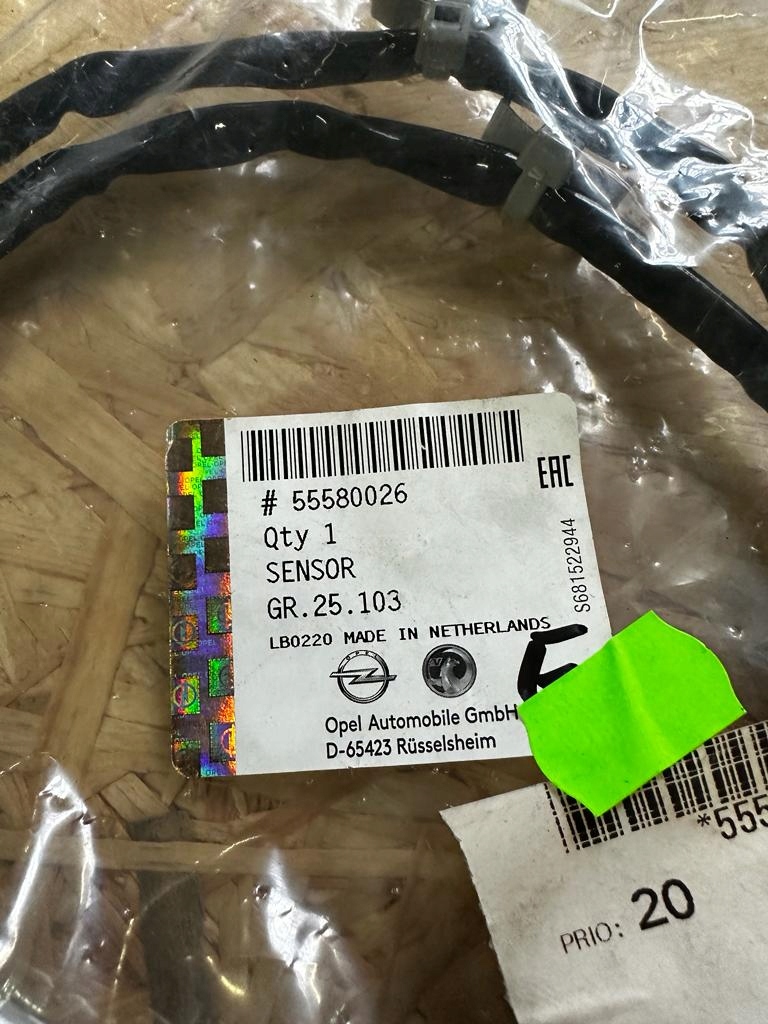 # 55580026
EAC
Qty 1
SENSOR
GR.25.103
S681522944
LB0220 MADE IN NETHERLANDS
OPEL
Opel Automobile GmbH
D-65423 Rüsselsheim
*555
PRIO: 20